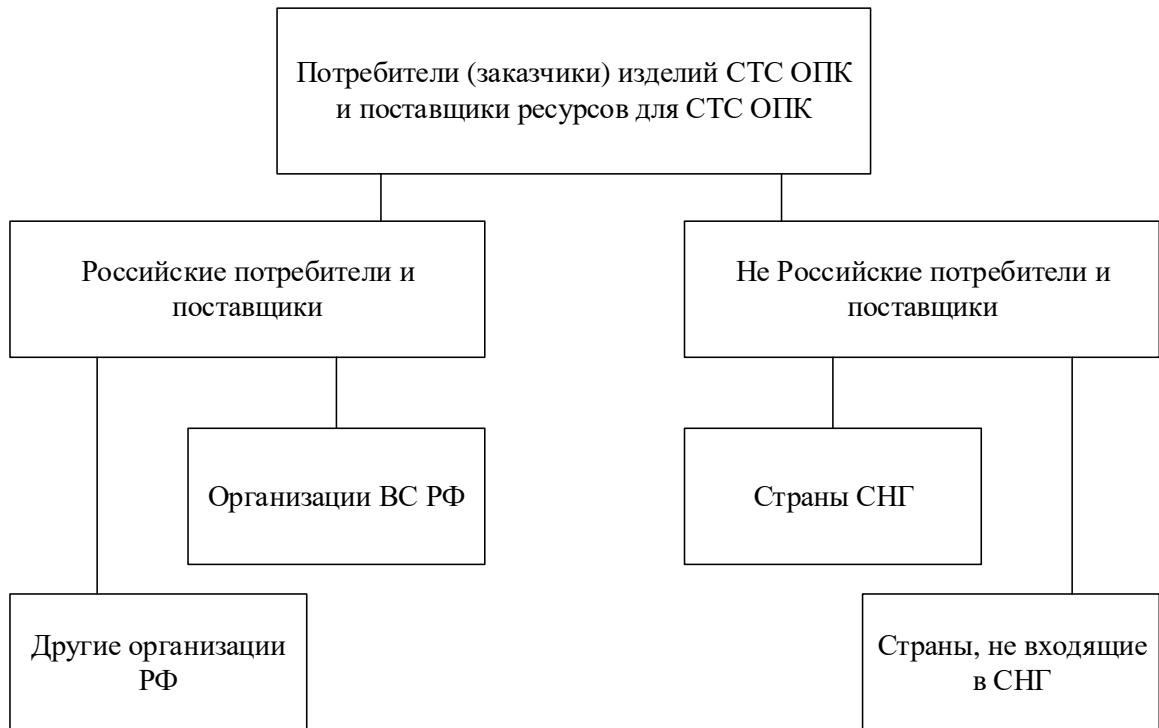 Потребители (заказчики) изделий СТС ОПК
и поставщики ресурсов для СТС ОПК
Российские потребители и
поставщики
Не Российские потребители и
поставщики
Организации ВС РФ
Страны СНГ
Другие организации
РФ
Страны, не входящие
в СНГ